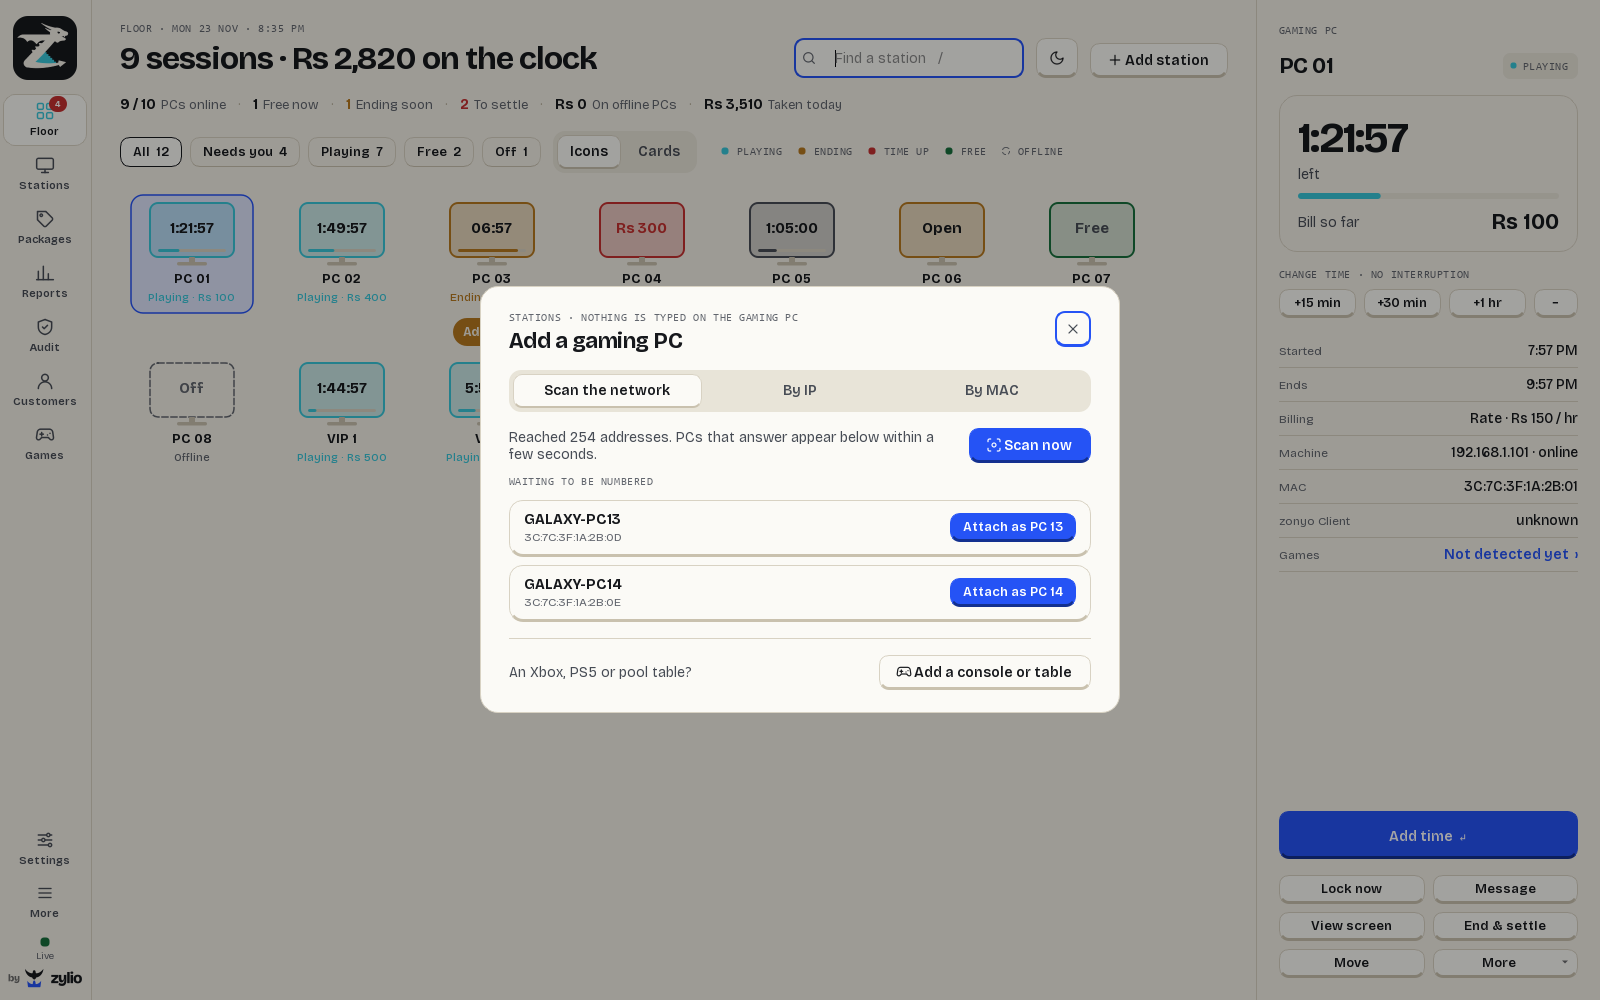 FLOOR · MON 23 NOV · 8:35 PM
9 sessions · Rs 2,820 on the clock
Find a station /
Add station
9 / 10 PCs online · 1 Free now · 1 Ending soon · 2 To settle · Rs 0 On offline PCs · Rs 3,510 Taken today
All 12
Needs you 4
Playing 7
Free 2
Off 1
Icons
Cards
PLAYING
ENDING
TIME UP
FREE
OFFLINE
4
Floor
Stations
Packages
Reports
Audit
Customers
Games
Settings
More
Live
by zylio
1:21:57
1:49:57
06:57
Rs 300
1:05:00
Open
Free
PC 01
PC 02
PC 03
PC 04
PC 05
PC 06
PC 07
Playing · Rs 100
Playing · Rs 400
Off
1:44:57
PC 08
VIP 1
Offline
Playing · Rs 500
STATIONS · NOTHING IS TYPED ON THE GAMING PC
Add a gaming PC
Scan the network
By IP
By MAC
Reached 254 addresses. PCs that answer appear below within a
few seconds.
Scan now
WAITING TO BE NUMBERED
GALAXY-PC13
3C:7C:3F:1A:2B:0D
Attach as PC 13
GALAXY-PC14
3C:7C:3F:1A:2B:0E
Attach as PC 14
An Xbox, PS5 or pool table?
Add a console or table
GAMING PC
PC 01
PLAYING
1:21:57
left
Bill so far Rs 100
CHANGE TIME · NO INTERRUPTION
+15 min
+30 min
+1 hr
–
Started 7:57 PM
Ends 9:57 PM
Billing Rate · Rs 150 / hr
Machine 192.168.1.101 · online
MAC 3C:7C:3F:1A:2B:01
zonyo Client unknown
Games Not detected yet ›
Add time
Lock now
Message
View screen
End & settle
Move
More